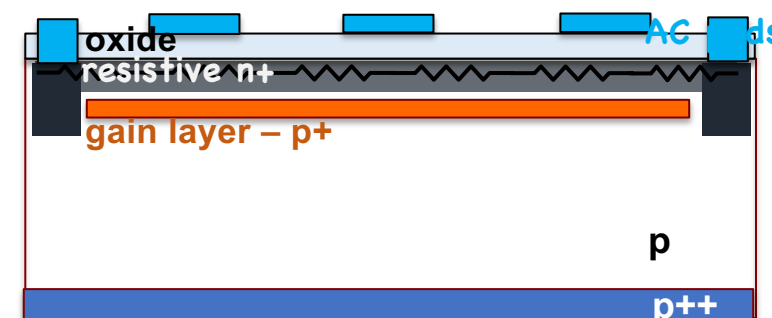 oxide
AC
resistive n+
gain layer – p+
p
p++